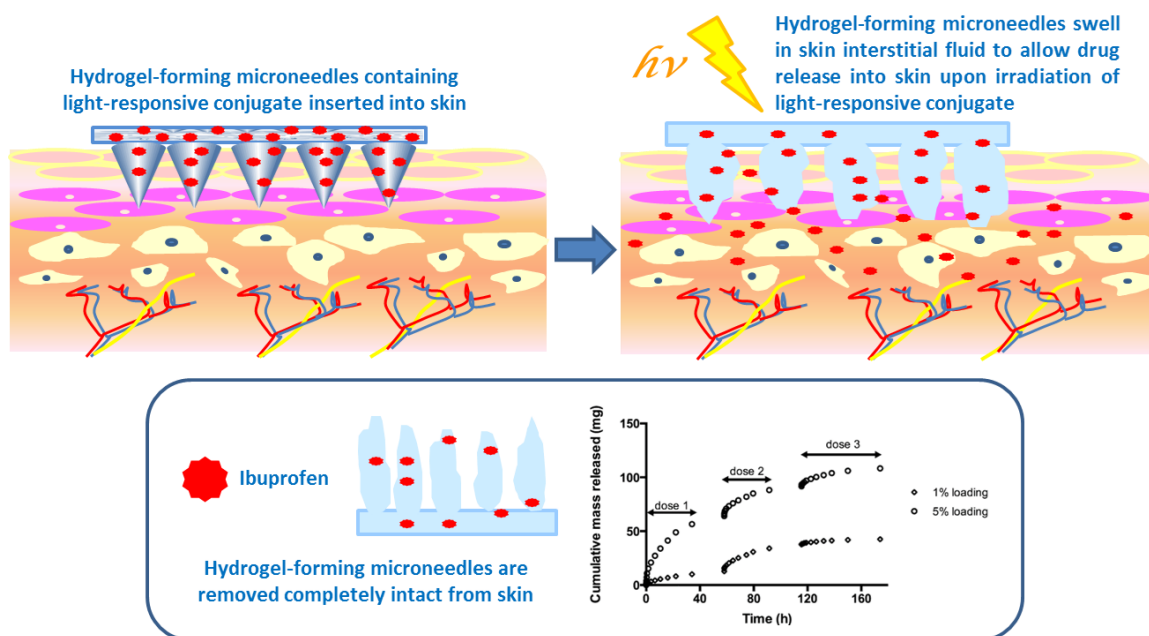 Hydrogel-forming microneedles containing
light-responsive conjugate inserted into skin
hν
Hydrogel-forming microneedles swell
in skin interstitial fluid to allow drug
release into skin upon irradiation of
light-responsive conjugate
Ibuprofen
Hydrogel-forming microneedles are
removed completely intact from skin
Cumulative mass released (mg)
150
100
50
0
0
40
80
120
160
Time (h)
dose 1
dose 2
dose 3
1% loading
5% loading